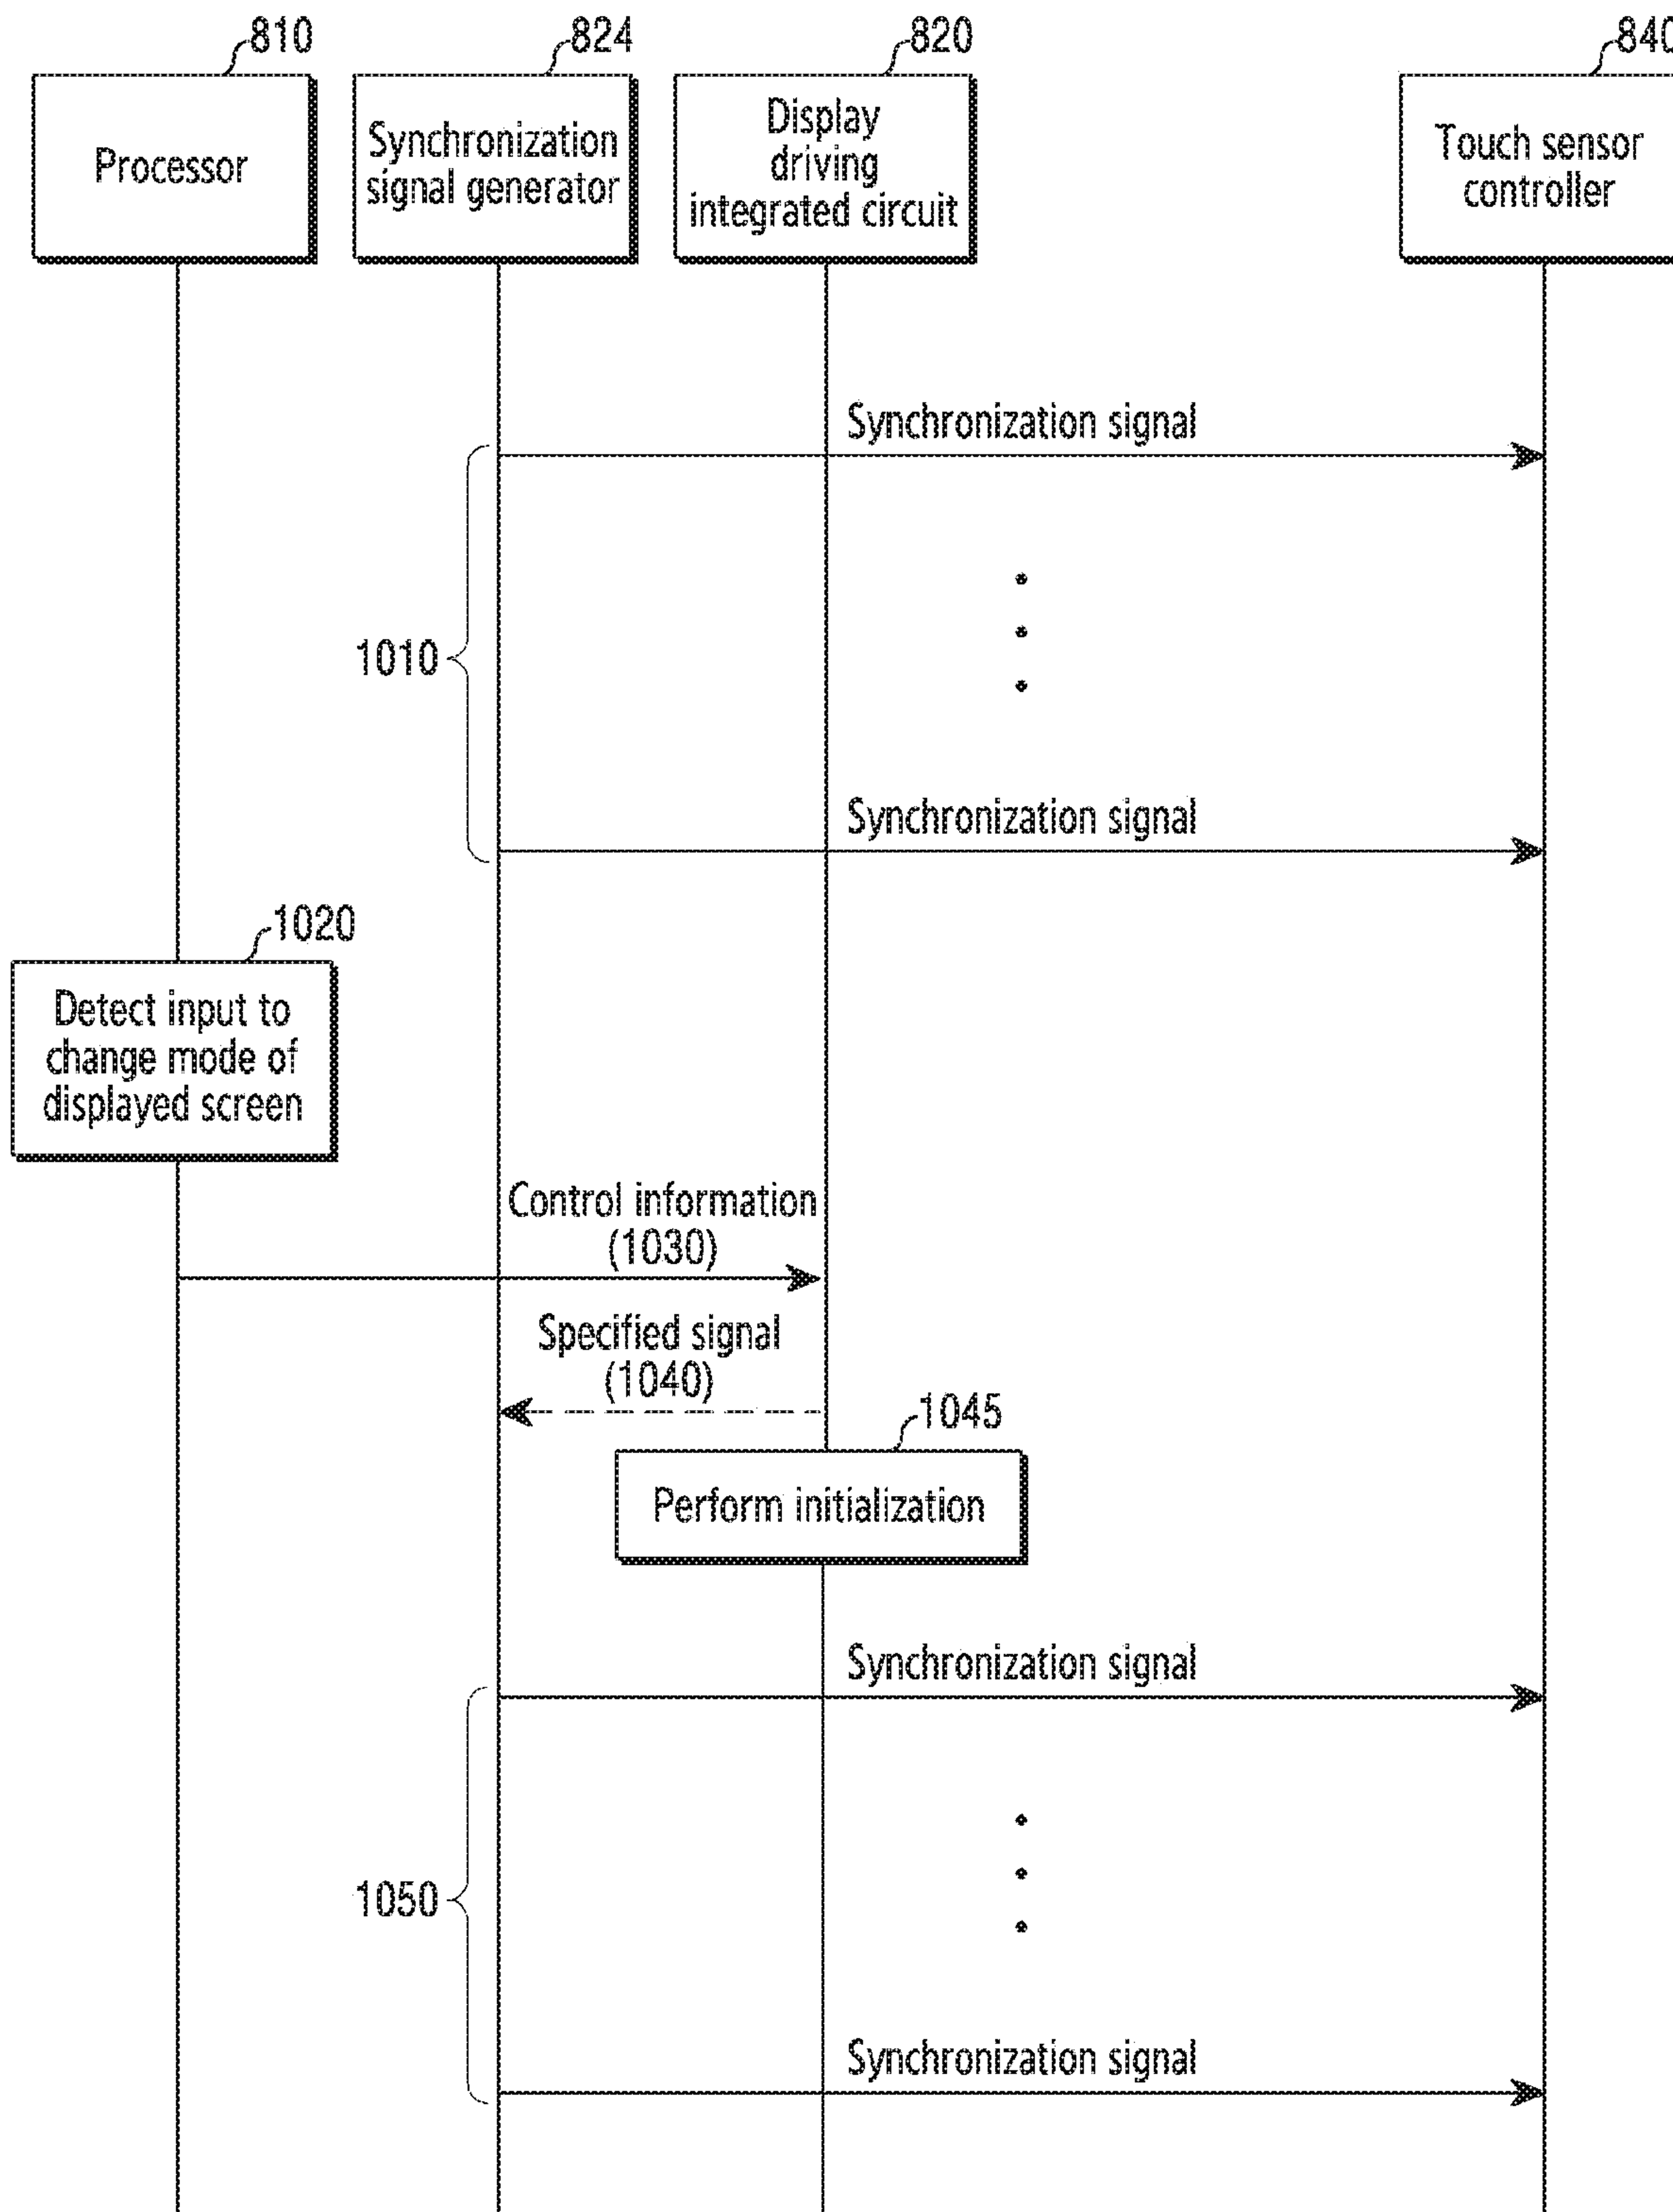 810
824
820
840
Processor
Synchronization
signal generator
Display
driving
integrated circuit
Touch sensor
controller
Synchronization signal
1010
Synchronization signal
1020
Detect input to
change mode of
displayed screen
Control information
(1030)
Specified signal
(1040)
1045
Perform initialization
Synchronization signal
1050
Synchronization signal